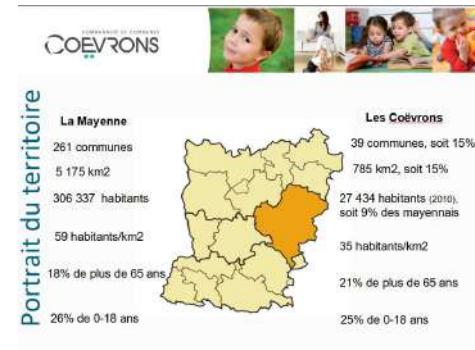 COMMUNAUTÉ DE COMMUNES
COËVRONS
Portrait du territoire
La Mayenne
261 communes
5 175 km2
306 337 habitants
59 habitants/km2
18% de plus de 65 ans
26% de 0-18 ans
Les Coëvrons
39 communes, soit 15%
785 km2, soit 15%
27 434 habitants (2010),
soit 9% des mayennais
35 habitants/km2
21% de plus de 65 ans
25% de 0-18 ans